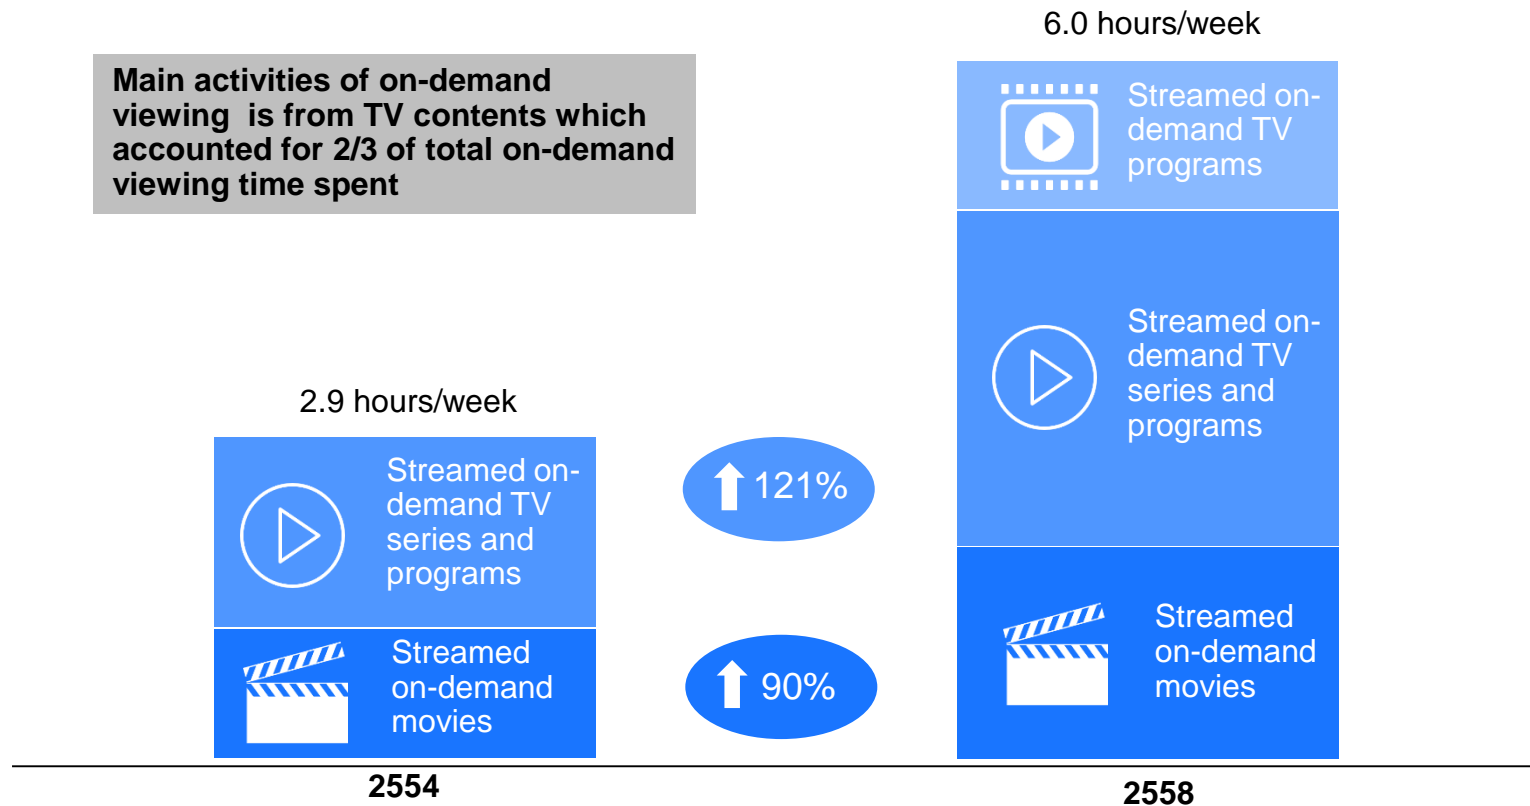 Main activities of on-demand
viewing  is from TV contents which
accounted for 2/3 of total on-demand
viewing time spent
2.9 hours/week
Streamed on-
demand TV
series and
programs
Streamed
on-demand
movies
2554
121%
90%
6.0 hours/week
Streamed on-
demand TV
programs
Streamed on-
demand TV
series and
programs
Streamed
on-demand
movies
2558